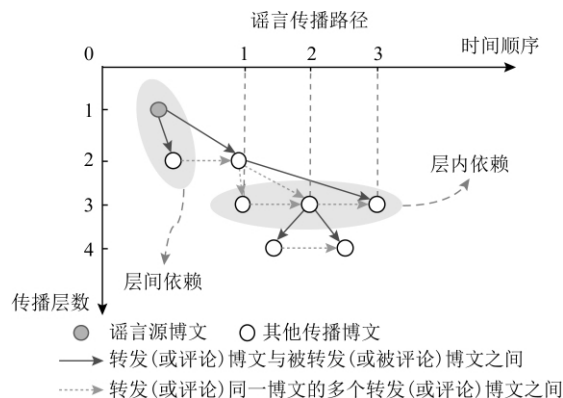 谣言传播路径
时间顺序
0 1 2 3
1
2
层内依赖
3
4
层间依赖
传播层数
谣言源博文 其他传播博文
转发(或评论)博文与被转发(或被评论)博文之间
转发(或评论)同一博文的多个转发(或评论)博文之间